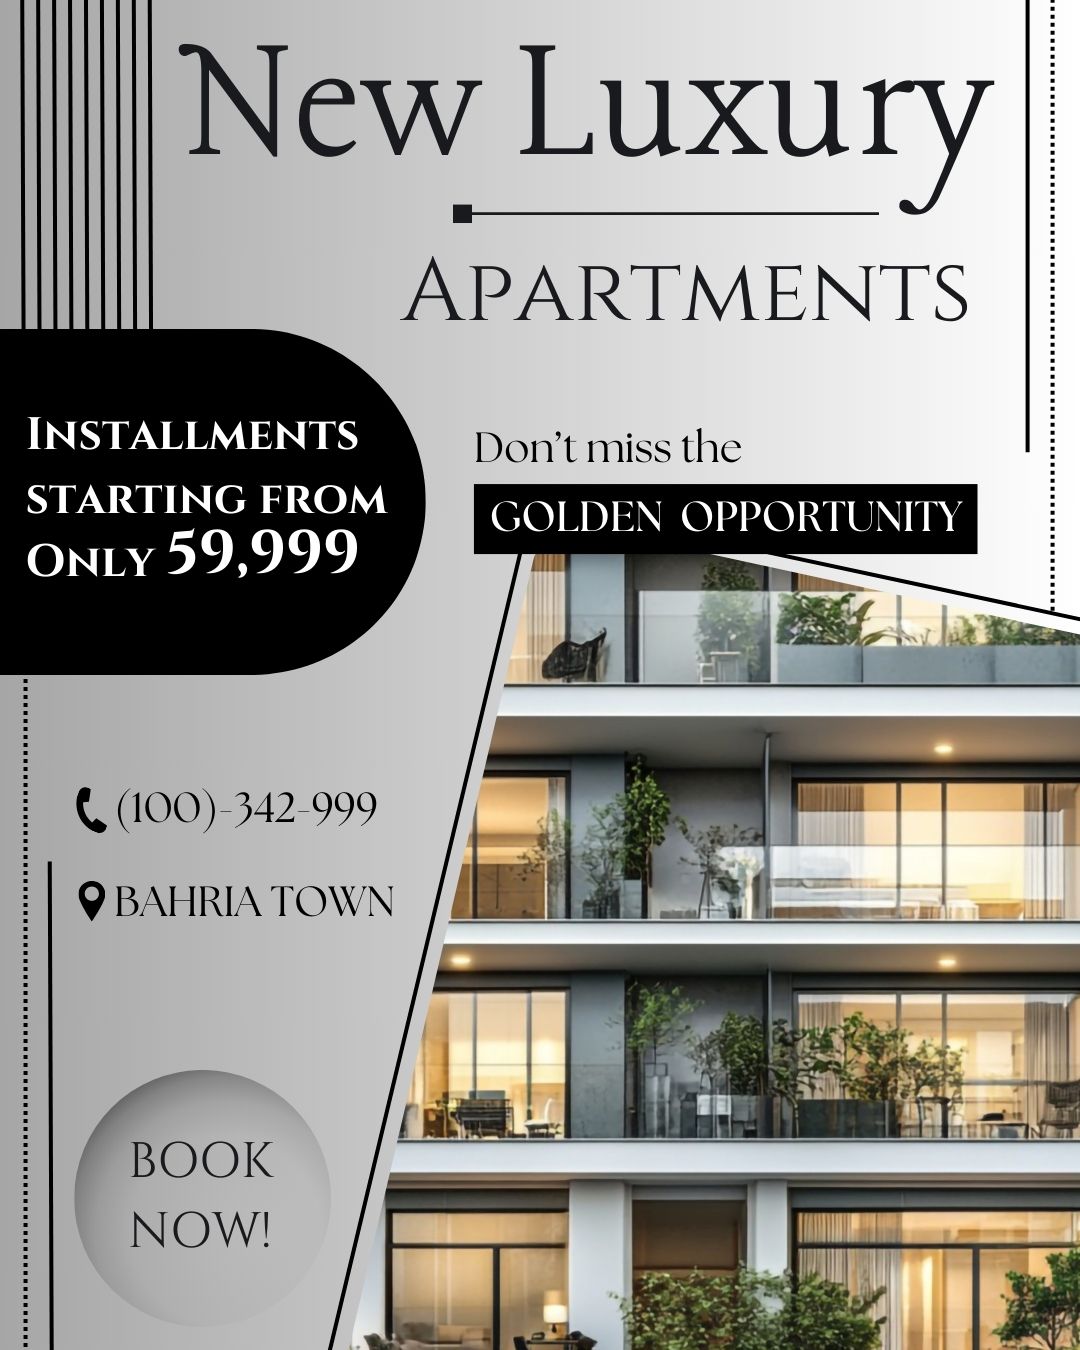 New Luxury
Apartments
Installments
starting from
Only 59,999
Don't miss the
GOLDEN OPPORTUNITY
(100)-342-999
BAHRIA TOWN
BOOK
NOW!